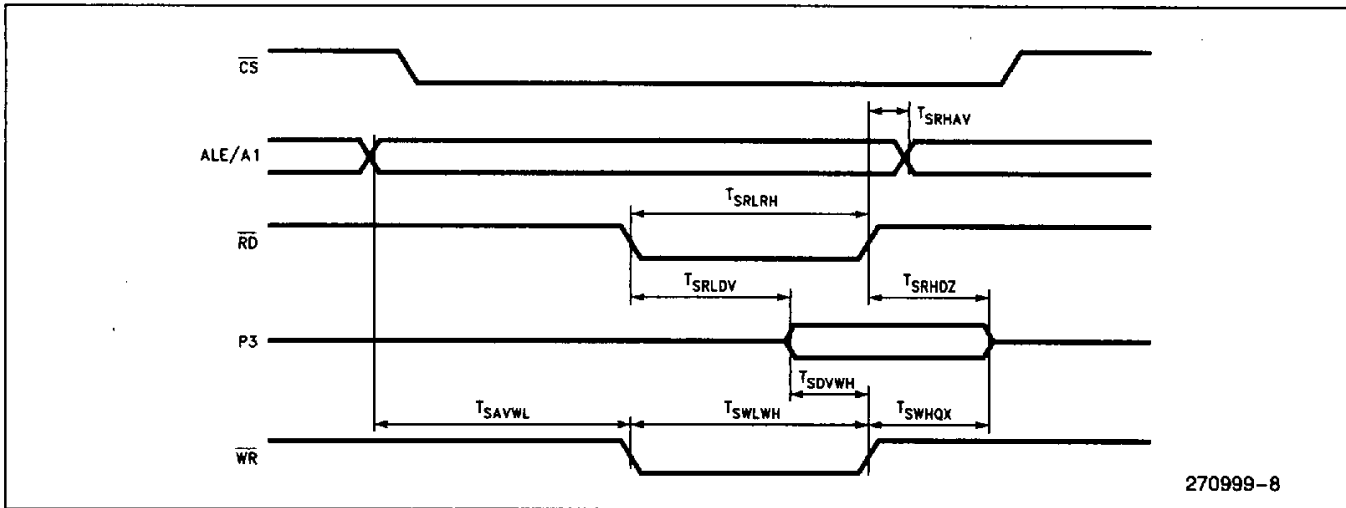 CS
T_SRHAV
ALE/A1
T_SRLRH
RD
T_SRLDV
T_SRHDZ
P3
T_SDVWH
T_SAVWL
T_SWLWH
T_SWHQX
WR
270999-8